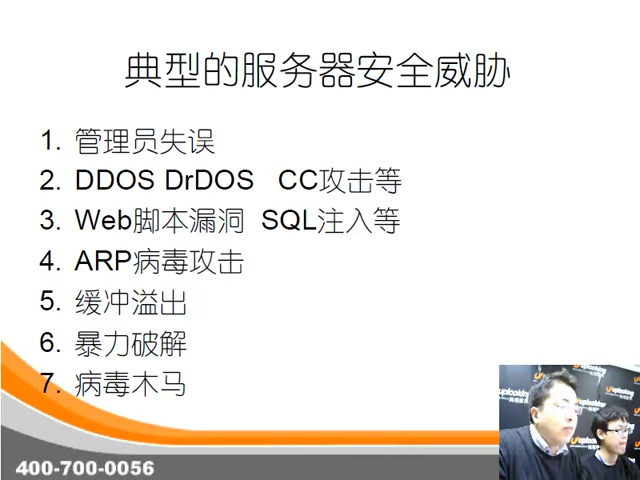 典型的服务器安全威胁
1. 管理员失误
2. DDOS DrDOS CC攻击等
3. Web脚本漏洞 SQL注入等
4. ARP病毒攻击
5. 缓冲溢出
6. 暴力破解
7. 病毒木马
uplooking
uplooking
400-700-0056